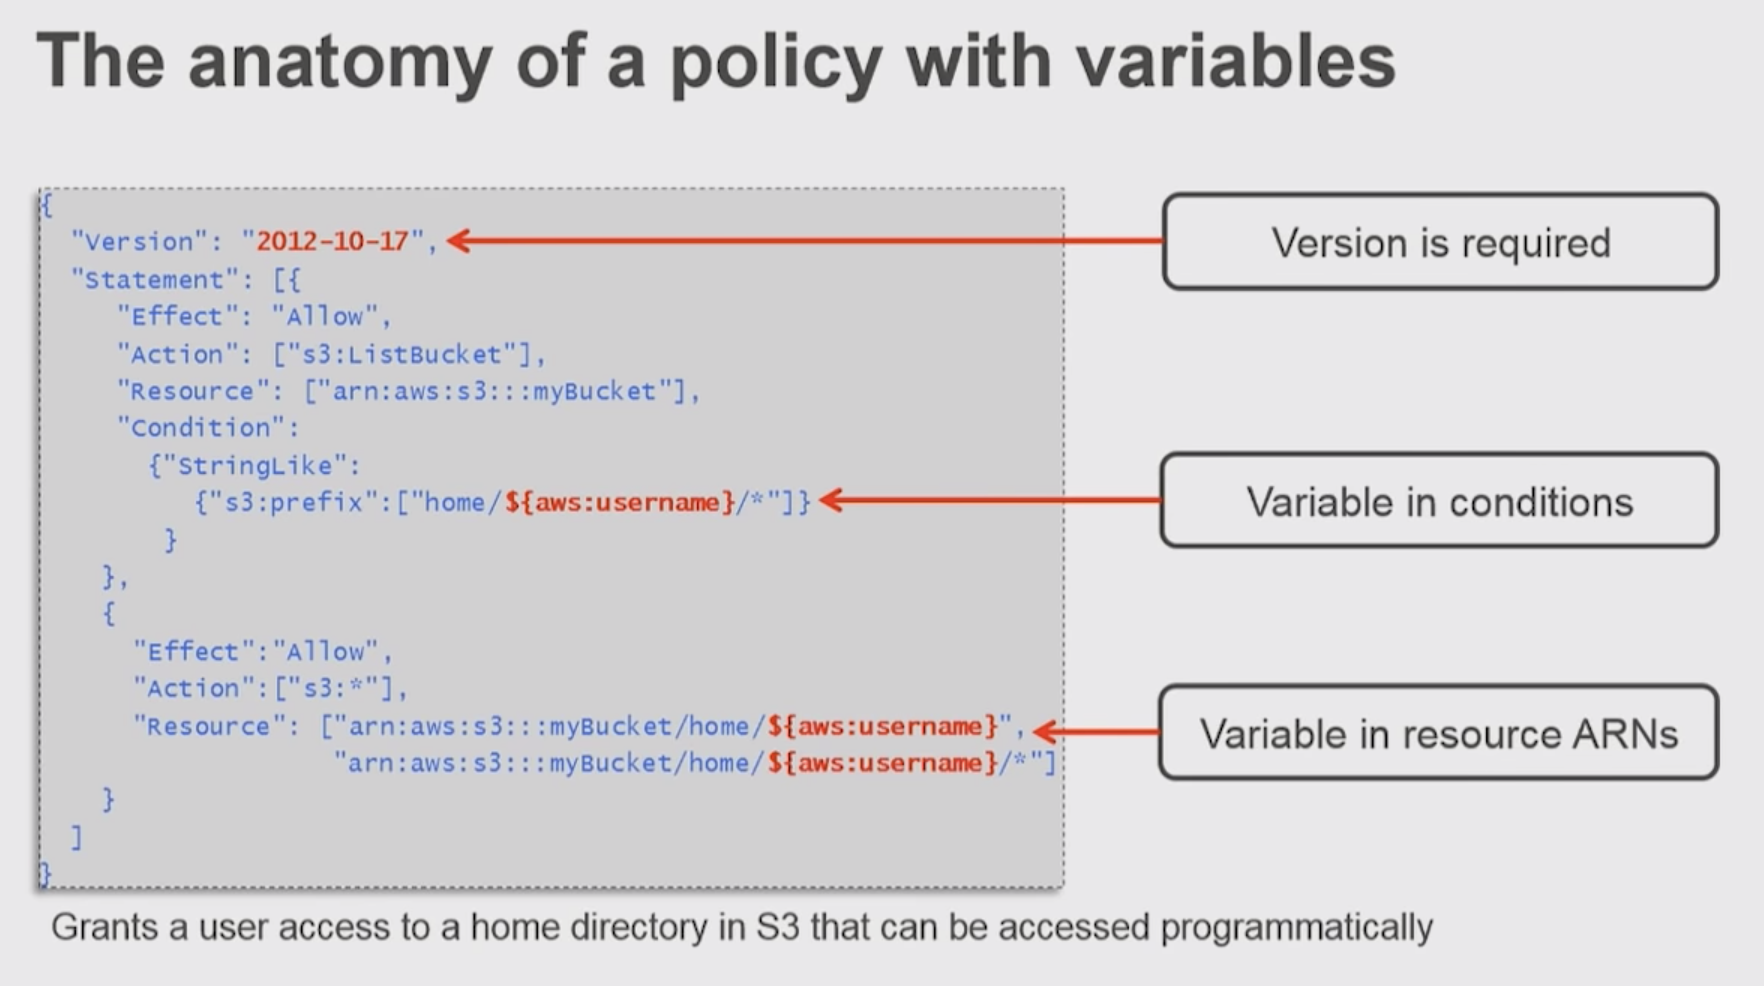 The anatomy of a policy with variables
{
"Version": "2012-10-17",
"Statement": [{
"Effect": "Allow",
"Action": ["s3:ListBucket"],
"Resource": ["arn:aws:s3:::myBucket"],
"Condition":
{"StringLike":
{"s3:prefix":["home/${aws:username}/*"]}
}
},
{
"Effect":"Allow",
"Action":["s3:*"],
"Resource": ["arn:aws:s3:::myBucket/home/${aws:username}",
"arn:aws:s3:::myBucket/home/${aws:username}/*"]
}
]
}
Version is required
Variable in conditions
Variable in resource ARNs
Grants a user access to a home directory in S3 that can be accessed programmatically